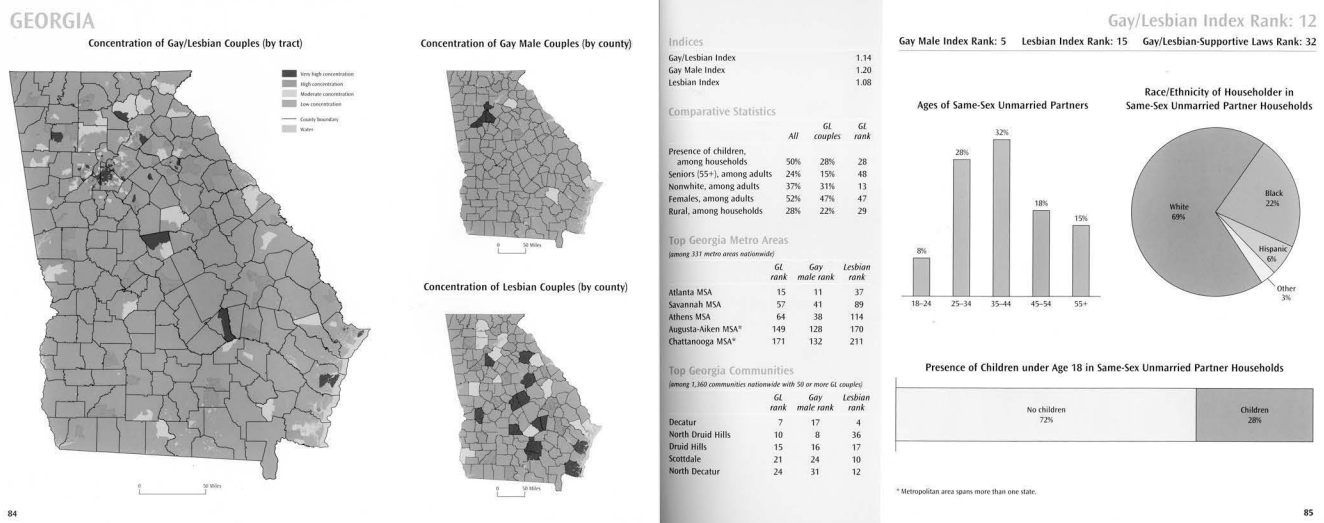 GEORGIA
Concentration of Gay/Lesbian Couples (by tract)
Very high concentration
High concentration
Moderate concentration
Low concentration
County boundary
Water
0 50 Miles
Concentration of Gay Male Couples (by county)
0 50 Miles
Concentration of Lesbian Couples (by county)
0 50 Miles
84
Indices
Gay/Lesbian Index 1.14
Gay Male Index 1.20
Lesbian Index 1.08
Comparative Statistics
GL GL
All couples rank
Presence of children,
among households 50% 28% 28
Seniors (55+), among adults 24% 15% 48
Nonwhite, among adults 37% 31% 13
Females, among adults 52% 47% 47
Rural, among households 28% 22% 29
Top Georgia Metro Areas
(among 331 metro areas nationwide)
GL Gay Lesbian
rank male rank rank
Atlanta MSA 15 11 37
Savannah MSA 57 41 89
Athens MSA 64 38 114
Augusta-Aiken MSA* 149 128 170
Chattanooga MSA* 171 132 211
Top Georgia Communities
(among 1,360 communities nationwide with 50 or more GL couples)
GL Gay Lesbian
rank male rank rank
Decatur 7 17 4
North Druid Hills 10 8 36
Druid Hills 15 16 17
Scottdale 21 24 10
North Decatur 24 31 12
Gay/Lesbian Index Rank: 12
Gay Male Index Rank: 5 Lesbian Index Rank: 15 Gay/Lesbian-Supportive Laws Rank: 32
Ages of Same-Sex Unmarried Partners
8%
28%
32%
18%
15%
18–24 25–34 35–44 45–54 55+
Race/Ethnicity of Householder in
Same-Sex Unmarried Partner Households
White
69%
Black
22%
Hispanic
6%
Other
3%
Presence of Children under Age 18 in Same-Sex Unmarried Partner Households
No children
72%
Children
28%
* Metropolitan area spans more than one state.
85